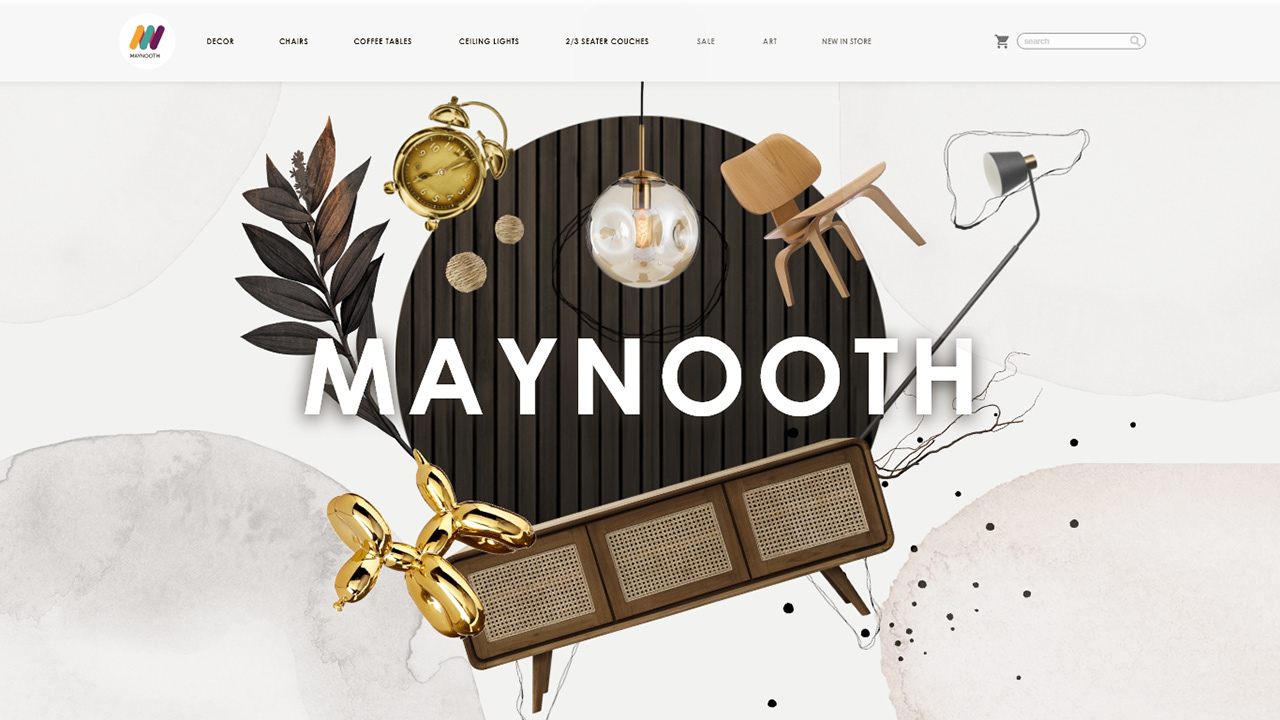 MAYNOOTH
DECOR
CHAIRS
COFFEE TABLES
CEILING LIGHTS
2/3 SEATER COUCHES
SALE
ART
NEW IN STORE
search
MAYNOOTH